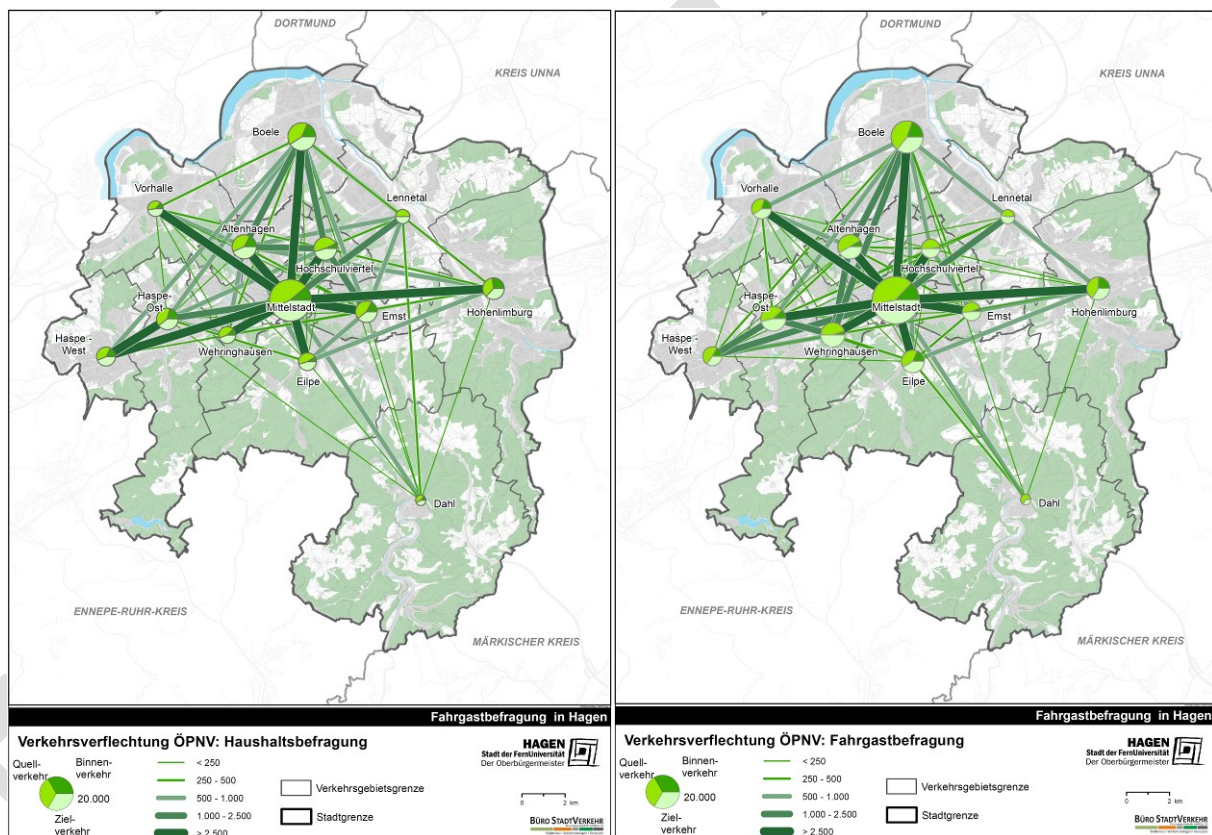 DORTMUND
KREIS UNNA
Boele
Vorhalle
Lennetal
Altenhagen
Hochschulviertel
Haspe-
Ost
Mittelstadt
Emst
Hohenlimburg
Haspe-
West
Wehringhausen
Eilpe
Dahl
ENNEPE-RUHR-KREIS
MÄRKISCHER KREIS
Fahrgastbefragung in Hagen
Verkehrsverflechtung ÖPNV: Haushaltsbefragung
HAGEN
Stadt der FernUniversität
Der Oberbürgermeister
Quell-
verkehr
Binnen-
verkehr
20.000
Ziel-
verkehr
< 250
250 - 500
500 - 1.000
1.000 - 2.500
> 2.500
Verkehrsgebietsgrenze
Stadtgrenze
0 2 km
BÜRO STADTVERKEHR
DORTMUND
KREIS UNNA
Boele
Vorhalle
Lennetal
Altenhagen
Hochschulviertel
Haspe-
Ost
Mittelstadt
Emst
Hohenlimburg
Haspe-
West
Wehringhausen
Eilpe
Dahl
ENNEPE-RUHR-KREIS
MÄRKISCHER KREIS
Fahrgastbefragung in Hagen
Verkehrsverflechtung ÖPNV: Fahrgastbefragung
HAGEN
Stadt der FernUniversität
Der Oberbürgermeister
Quell-
verkehr
Binnen-
verkehr
20.000
Ziel-
verkehr
< 250
250 - 500
500 - 1.000
1.000 - 2.500
> 2.500
Verkehrsgebietsgrenze
Stadtgrenze
0 2 km
BÜRO STADTVERKEHR